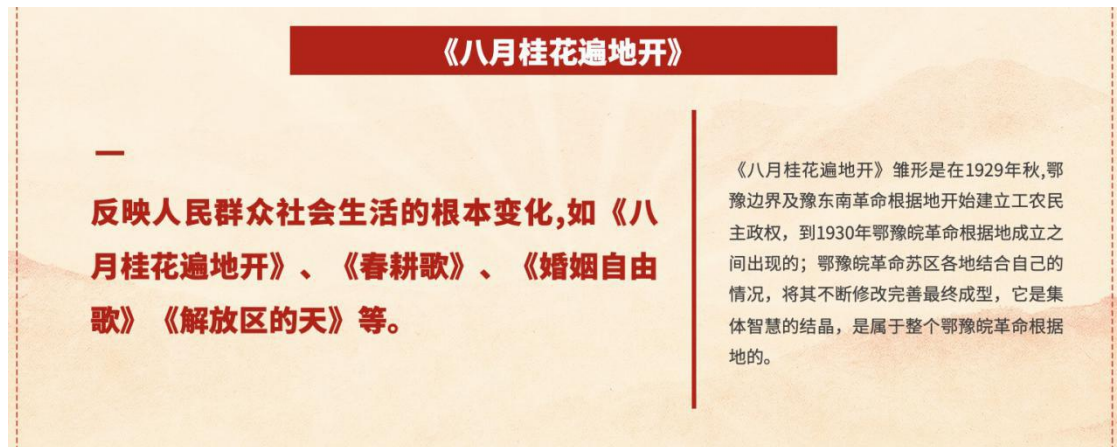 《八月桂花遍地开》
反映人民群众社会生活的根本变化,如《八
月桂花遍地开》、《春耕歌》、《婚姻自由
歌》《解放区的天》等。
《八月桂花遍地开》雏形是在1929年秋,鄂
豫边界及豫东南革命根据地开始建立工农民
主政权，到1930年鄂豫皖革命根据地成立之
间出现的；鄂豫皖革命苏区各地结合自己的
情况，将其不断修改完善最终成型，它是集
体智慧的结晶，是属于整个鄂豫皖革命根据
地的。